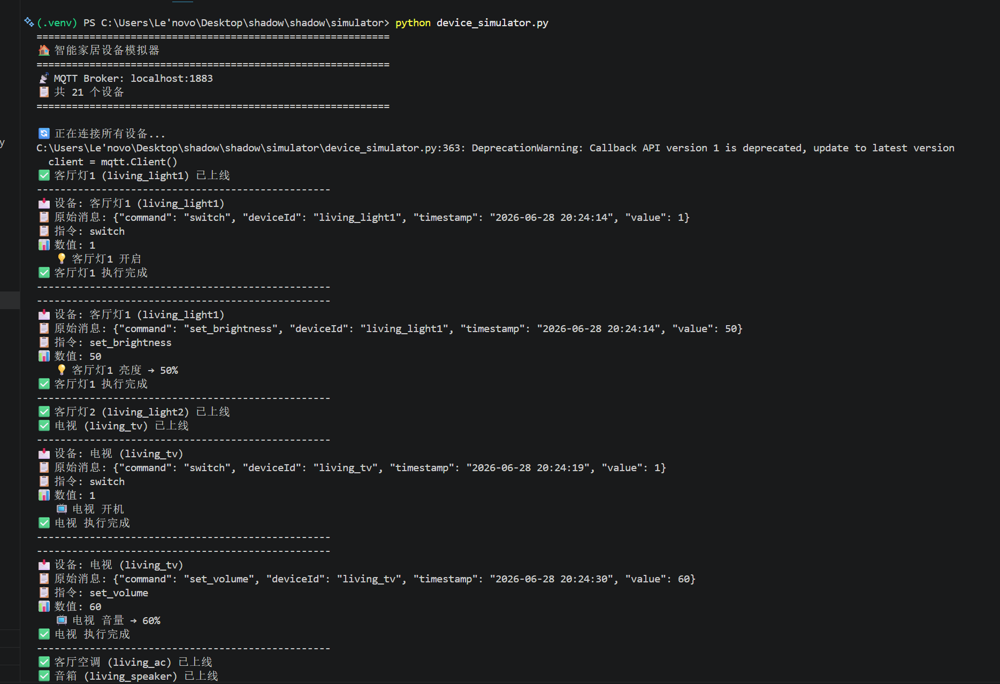 (.venv) PS C:\Users\Le'novo\Desktop\shadow\shadow\simulator> python device_simulator.py
============================================================
🏠 智能家居设备模拟器
============================================================
📡 MQTT Broker: localhost:1883
📋 共 21 个设备
============================================================
🔄 正在连接所有设备...
y
C:\Users\Le'novo\Desktop\shadow\shadow\simulator\device_simulator.py:363: DeprecationWarning: Callback API version 1 is deprecated, update to latest version
  client = mqtt.Client()
✅ 客厅灯1 (living_light1) 已上线
--------------------------------------------------
📩 设备: 客厅灯1 (living_light1)
📋 原始消息: {"command": "switch", "deviceId": "living_light1", "timestamp": "2026-06-28 20:24:14", "value": 1}
📋 指令: switch
📊 数值: 1
   💡 客厅灯1 开启
✅ 客厅灯1 执行完成
--------------------------------------------------
--------------------------------------------------
📩 设备: 客厅灯1 (living_light1)
📋 原始消息: {"command": "set_brightness", "deviceId": "living_light1", "timestamp": "2026-06-28 20:24:14", "value": 50}
📋 指令: set_brightness
📊 数值: 50
   💡 客厅灯1 亮度 → 50%
✅ 客厅灯1 执行完成
--------------------------------------------------
✅ 客厅灯2 (living_light2) 已上线
✅ 电视 (living_tv) 已上线
--------------------------------------------------
📩 设备: 电视 (living_tv)
📋 原始消息: {"command": "switch", "deviceId": "living_tv", "timestamp": "2026-06-28 20:24:19", "value": 1}
📋 指令: switch
📊 数值: 1
   📺 电视 开机
✅ 电视 执行完成
--------------------------------------------------
--------------------------------------------------
📩 设备: 电视 (living_tv)
📋 原始消息: {"command": "set_volume", "deviceId": "living_tv", "timestamp": "2026-06-28 20:24:30", "value": 60}
📋 指令: set_volume
📊 数值: 60
   📺 电视 音量 → 60%
✅ 电视 执行完成
--------------------------------------------------
✅ 客厅空调 (living_ac) 已上线
✅ 音箱 (living_speaker) 已上线